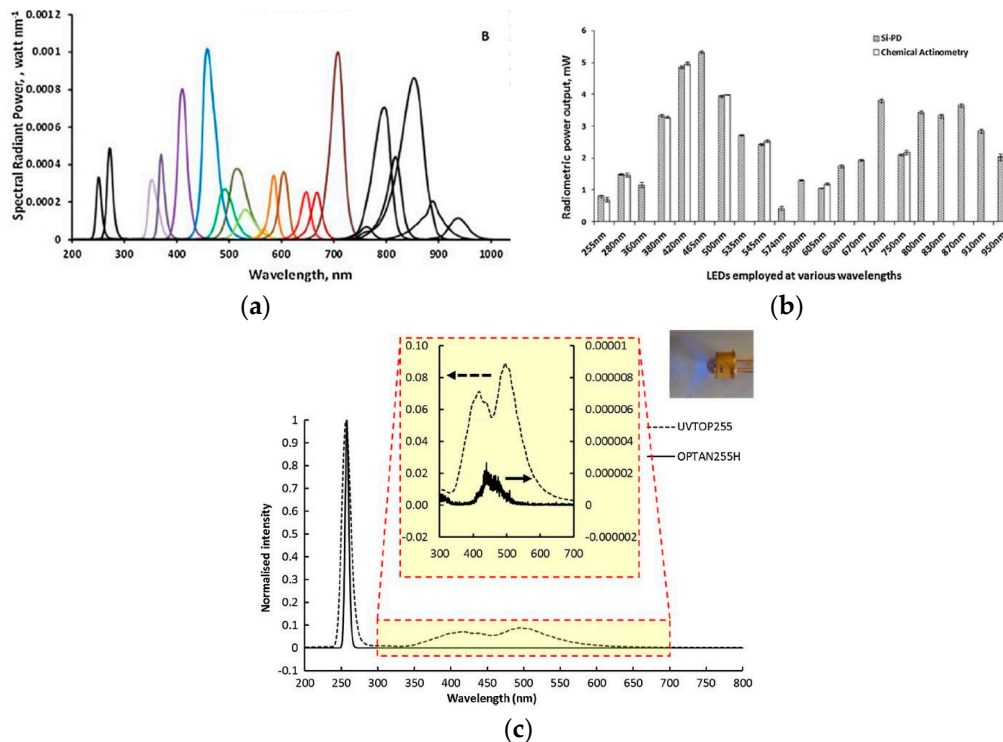 (a)
B
Spectral Radiant Power, , watt nm⁻¹
0.0012
0.001
0.0008
0.0006
0.0004
0.0002
0
200 300 400 500 600 700 800 900 1000
Wavelength, nm
(a)
(b)
Radiometric power output, mW
6
5
4
3
2
1
0
Si-PD
Chemical Actinometry
255nm
280nm
360nm
380nm
420nm
465nm
500nm
535nm
545nm
574nm
590nm
605nm
630nm
670nm
710nm
750nm
800nm
830nm
870nm
910nm
950nm
LEDs employed at various wavelengths
(b)
0.10
0.08
0.06
0.04
0.02
0.00
-0.02
0.00001
0.000008
0.000006
0.000004
0.000002
0
-0.000002
300 400 500 600 700
UVTOP255
OPTAN255H
Normalised intensity
1
0.9
0.8
0.7
0.6
0.5
0.4
0.3
0.2
0.1
0
-0.1
200 250 300 350 400 450 500 550 600 650 700 750 800
Wavelength (nm)
(c)